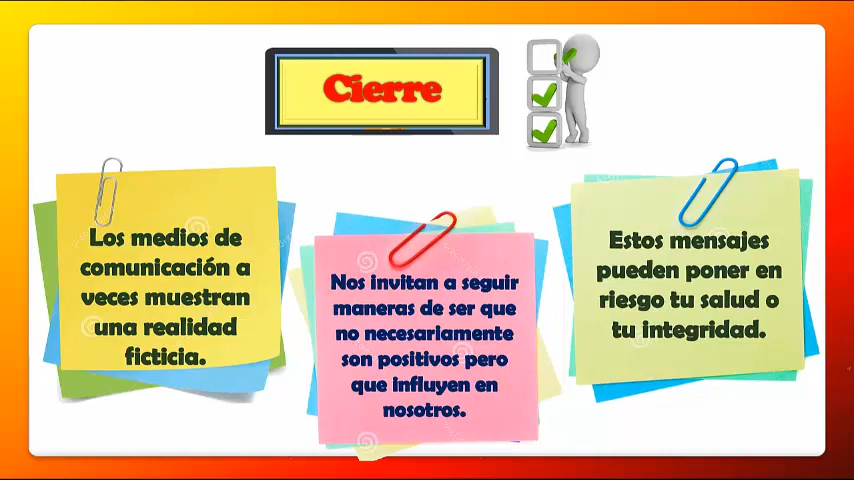 Cierre
Los medios de
comunicación a
veces muestran
una realidad
ficticia.
Nos invitan a seguir
maneras de ser que
no necesariamente
son positivos pero
que influyen en
nosotros.
Estos mensajes
pueden poner en
riesgo tu salud o
tu integridad.